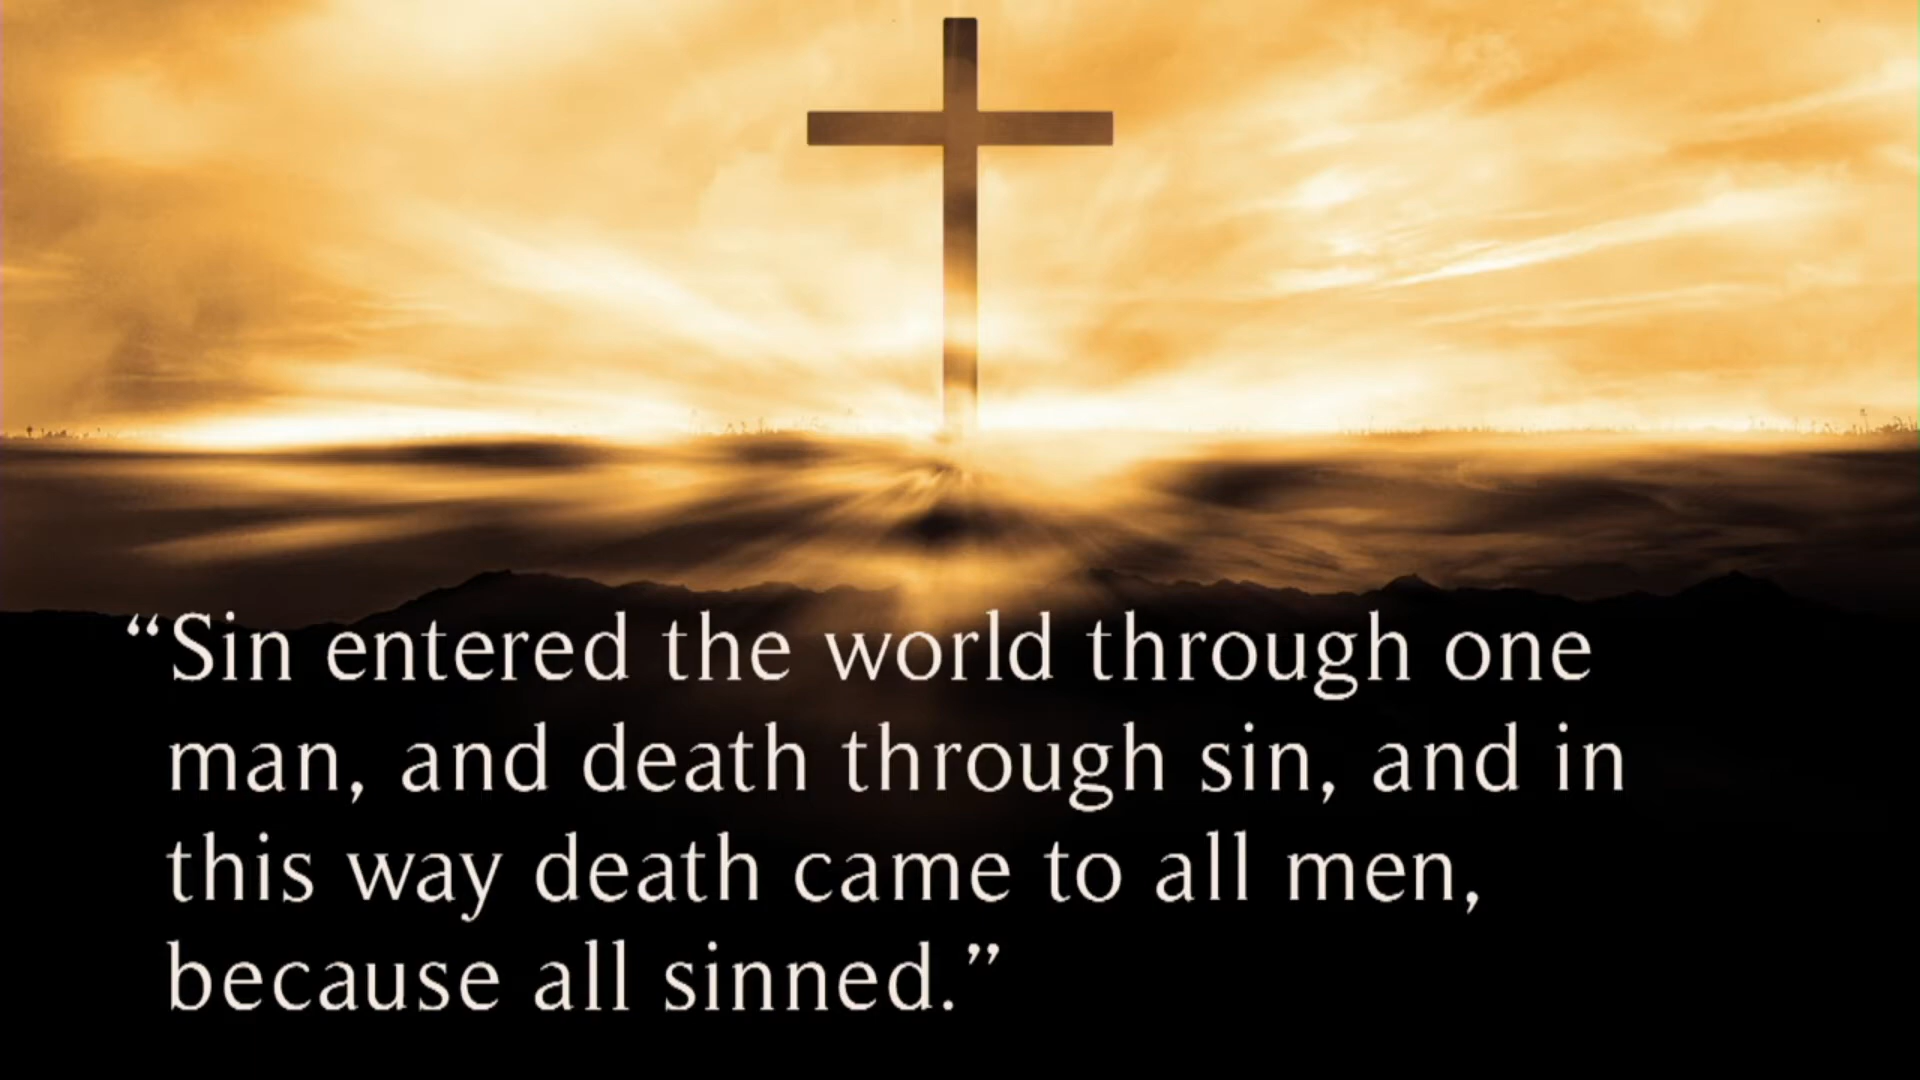 “Sin entered the world through one
man, and death through sin, and in
this way death came to all men,
because all sinned.”